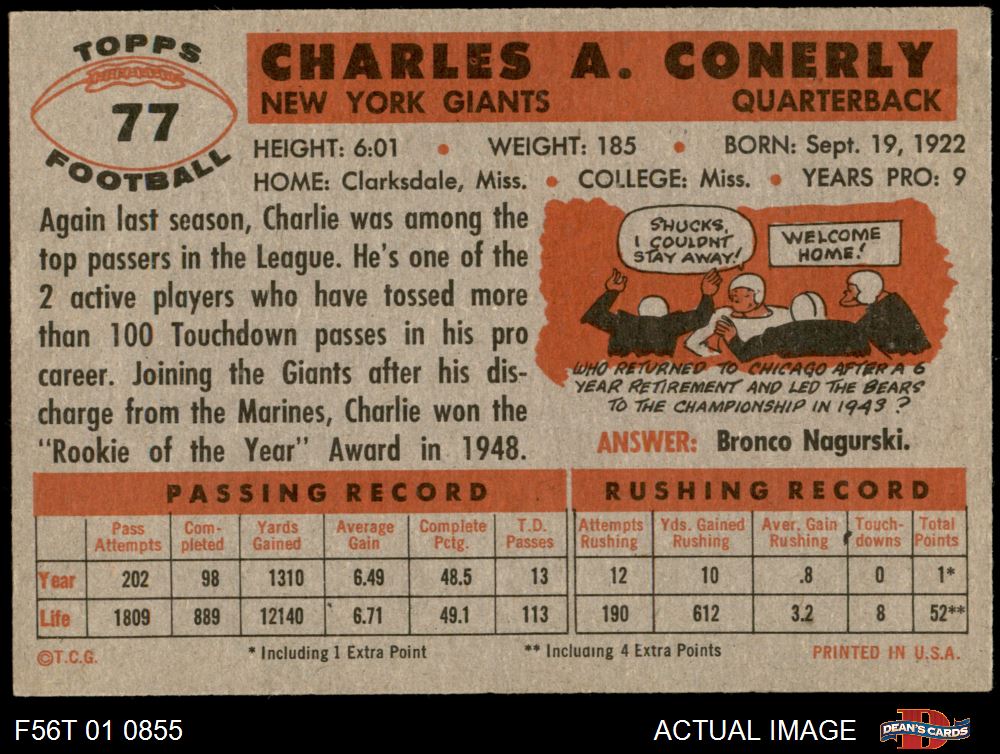 TOPPS
77
FOOTBALL
CHARLES A. CONERLY
NEW YORK GIANTS QUARTERBACK
HEIGHT: 6:01 • WEIGHT: 185 • BORN: Sept. 19, 1922
HOME: Clarksdale, Miss. • COLLEGE: Miss. • YEARS PRO: 9
Again last season, Charlie was among the
top passers in the League. He's one of the
2 active players who have tossed more
than 100 Touchdown passes in his pro
career. Joining the Giants after his dis-
charge from the Marines, Charlie won the
"Rookie of the Year" Award in 1948.
SHUCKS,
I COULDNT
STAY AWAY!
WELCOME
HOME!
WHO RETURNED TO CHICAGO AFTER A 6
YEAR RETIREMENT AND LED THE BEARS
TO THE CHAMPIONSHIP IN 1943?
ANSWER: Bronco Nagurski.
PASSING RECORD
Pass Attempts Com-pleted Yards Gained Average Gain Complete Pctg. T.D. Passes
Year 202 98 1310 6.49 48.5 13
Life 1809 889 12140 6.71 49.1 113
RUSHING RECORD
Attempts Rushing Yds. Gained Rushing Aver. Gain Rushing Touch-downs Total Points
12 10 .8 0 1*
190 612 3.2 8 52**
* Including 1 Extra Point ** Including 4 Extra Points
©T.C.G. PRINTED IN U.S.A.
F56T 01 0855 ACTUAL IMAGE DEAN'S CARDS